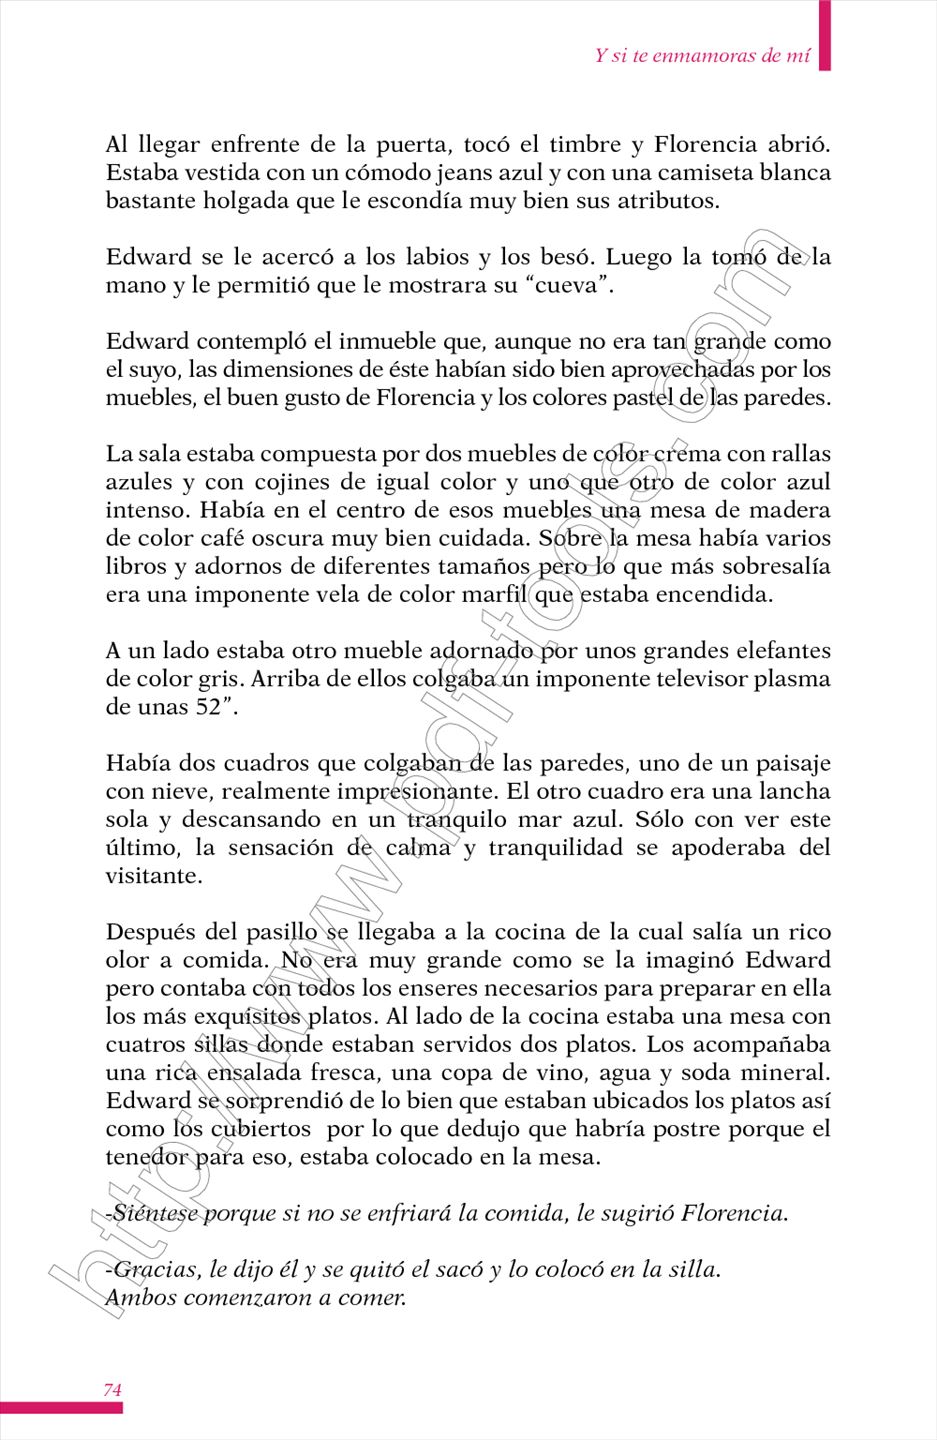 Y si te enmamoras de mí
Al llegar enfrente de la puerta, tocó el timbre y Florencia abrió.
Estaba vestida con un cómodo jeans azul y con una camiseta blanca
bastante holgada que le escondía muy bien sus atributos.
Edward se le acercó a los labios y los besó. Luego la tomó de la
mano y le permitió que le mostrara su “cueva”.
Edward contempló el inmueble que, aunque no era tan grande como
el suyo, las dimensiones de éste habían sido bien aprovechadas por los
muebles, el buen gusto de Florencia y los colores pastel de las paredes.
La sala estaba compuesta por dos muebles de color crema con rallas
azules y con cojines de igual color y uno que otro de color azul
intenso. Había en el centro de esos muebles una mesa de madera
de color café oscura muy bien cuidada. Sobre la mesa había varios
libros y adornos de diferentes tamaños pero lo que más sobresalía
era una imponente vela de color marfil que estaba encendida.
A un lado estaba otro mueble adornado por unos grandes elefantes
de color gris. Arriba de ellos colgaba un imponente televisor plasma
de unas 52”.
Había dos cuadros que colgaban de las paredes, uno de un paisaje
con nieve, realmente impresionante. El otro cuadro era una lancha
sola y descansando en un tranquilo mar azul. Sólo con ver este
último, la sensación de calma y tranquilidad se apoderaba del
visitante.
Después del pasillo se llegaba a la cocina de la cual salía un rico
olor a comida. No era muy grande como se la imaginó Edward
pero contaba con todos los enseres necesarios para preparar en ella
los más exquisitos platos. Al lado de la cocina estaba una mesa con
cuatros sillas donde estaban servidos dos platos. Los acompañaba
una rica ensalada fresca, una copa de vino, agua y soda mineral.
Edward se sorprendió de lo bien que estaban ubicados los platos así
como los cubiertos  por lo que dedujo que habría postre porque el
tenedor para eso, estaba colocado en la mesa.
-Siéntese porque si no se enfriará la comida, le sugirió Florencia.
-Gracias, le dijo él y se quitó el sacó y lo colocó en la silla.
Ambos comenzaron a comer.
74
http://www.pdf-tools.com